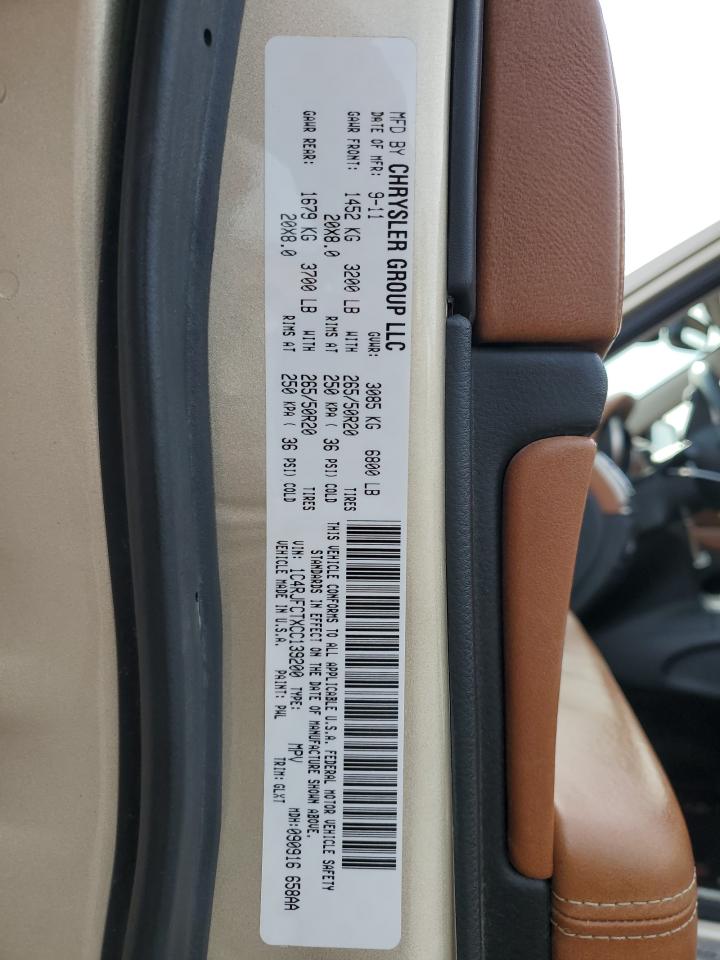 MFD BY CHRYSLER GROUP LLC
DATE OF MFR: 9-11 GVWR: 3085 KG 6800 LB
GAWR FRONT: 1452 KG 3200 LB WITH 265/50R20 TIRES
20X8.0 RIMS AT 250 KPA ( 36 PSI) COLD
GAWR REAR: 1679 KG 3700 LB WITH 265/50R20 TIRES
20X8.0 RIMS AT 250 KPA ( 36 PSI) COLD
THIS VEHICLE CONFORMS TO ALL APPLICABLE U.S.A. FEDERAL MOTOR VEHICLE SAFETY
STANDARDS IN EFFECT ON THE DATE OF MANUFACTURE SHOWN ABOVE.
VIN: 1C4RJFCTXCC139200 TYPE: MPV MDH:090916 658AA
VEHICLE MADE IN U.S.A. PAINT: PWL TRIM: GLXT